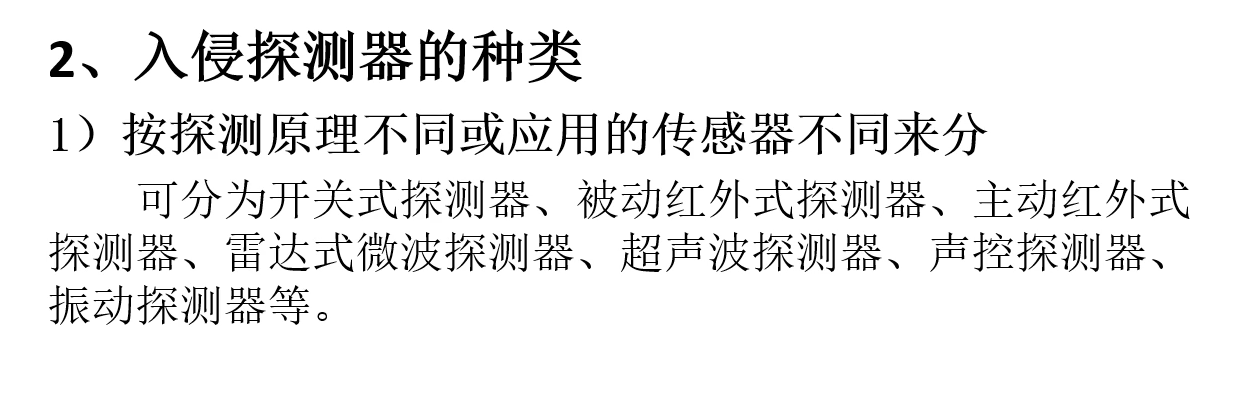 2、入侵探测器的种类
1）按探测原理不同或应用的传感器不同来分
可分为开关式探测器、被动红外式探测器、主动红外式
探测器、雷达式微波探测器、超声波探测器、声控探测器、
振动探测器等。